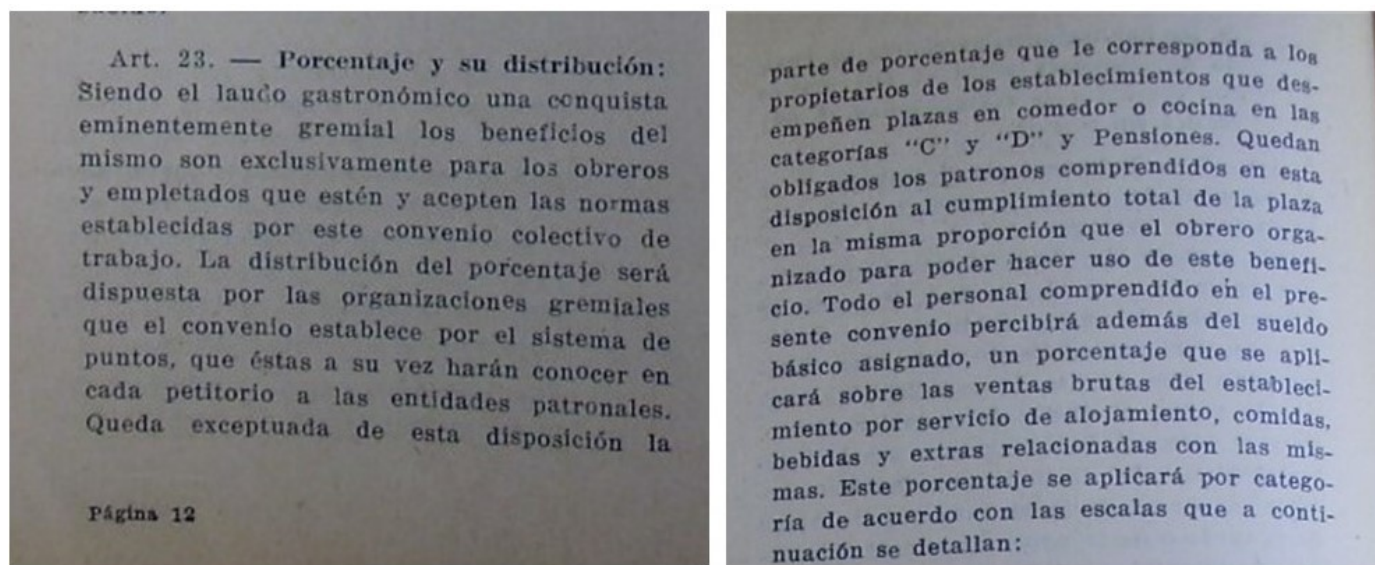 Art. 23. — Porcentaje y su distribución:
Siendo el laudo gastronómico una conquista
eminentemente gremial los beneficios del
mismo son exclusivamente para los obreros
y empletados que estén y acepten las normas
establecidas por este convenio colectivo de
trabajo. La distribución del porcentaje será
dispuesta por las organizaciones gremiales
que el convenio establece por el sistema de
puntos, que éstas a su vez harán conocer en
cada petitorio a las entidades patronales.
Queda exceptuada de esta disposición la
Página 12
parte de porcentaje que le corresponda a los
propietarios de los establecimientos que des-
empeñen plazas en comedor o cocina en las
categorías "C" y "D" y Pensiones. Quedan
obligados los patronos comprendidos en esta
disposición al cumplimiento total de la plaza
en la misma proporción que el obrero orga-
nizado para poder hacer uso de este benefi-
cio. Todo el personal comprendido en el pre-
sente convenio percibirá además del sueldo
básico asignado, un porcentaje que se apli-
cará sobre las ventas brutas del estableci-
miento por servicio de alojamiento, comidas,
bebidas y extras relacionadas con las mis-
mas. Este porcentaje se aplicará por catego-
ría de acuerdo con las escalas que a conti-
nuación se detallan: